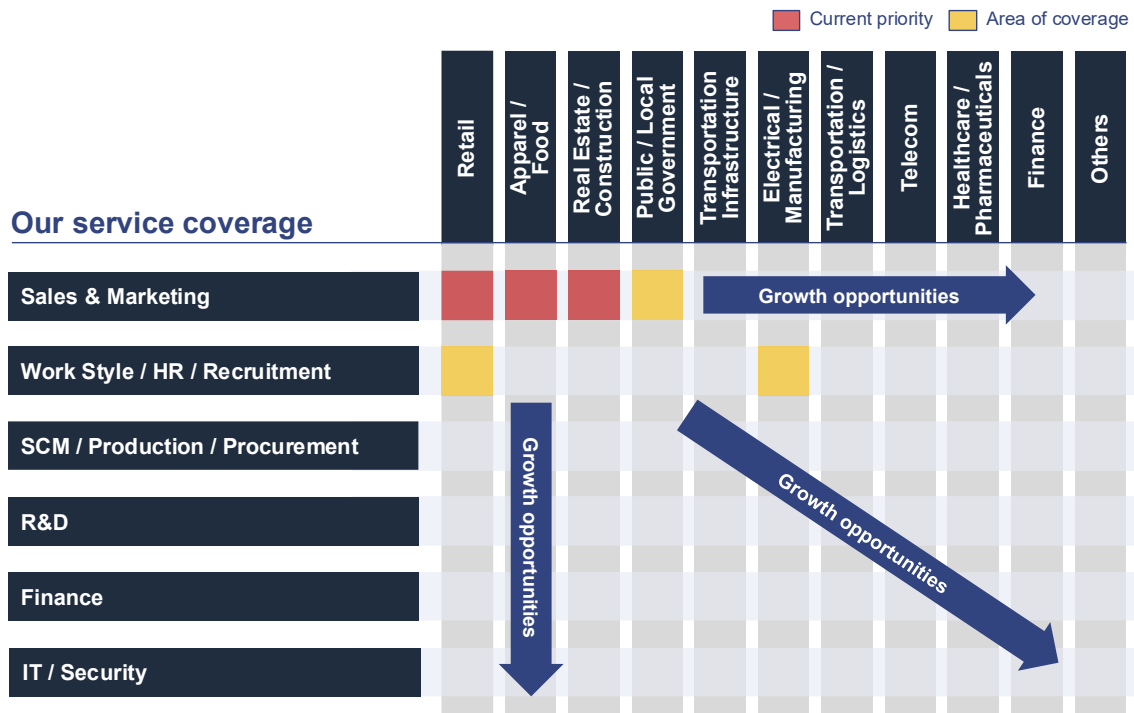 Current priority
Area of coverage
Retail
Apparel /
Food
Real Estate /
Construction
Public / Local
Government
Transportation
Infrastructure
Electrical /
Manufacturing
Transportation /
Logistics
Telecom
Healthcare /
Pharmaceuticals
Finance
Others
Our service coverage
Sales & Marketing
Growth opportunities
Work Style / HR / Recruitment
SCM / Production / Procurement
Growth opportunities
Growth opportunities
R&D
Finance
IT / Security